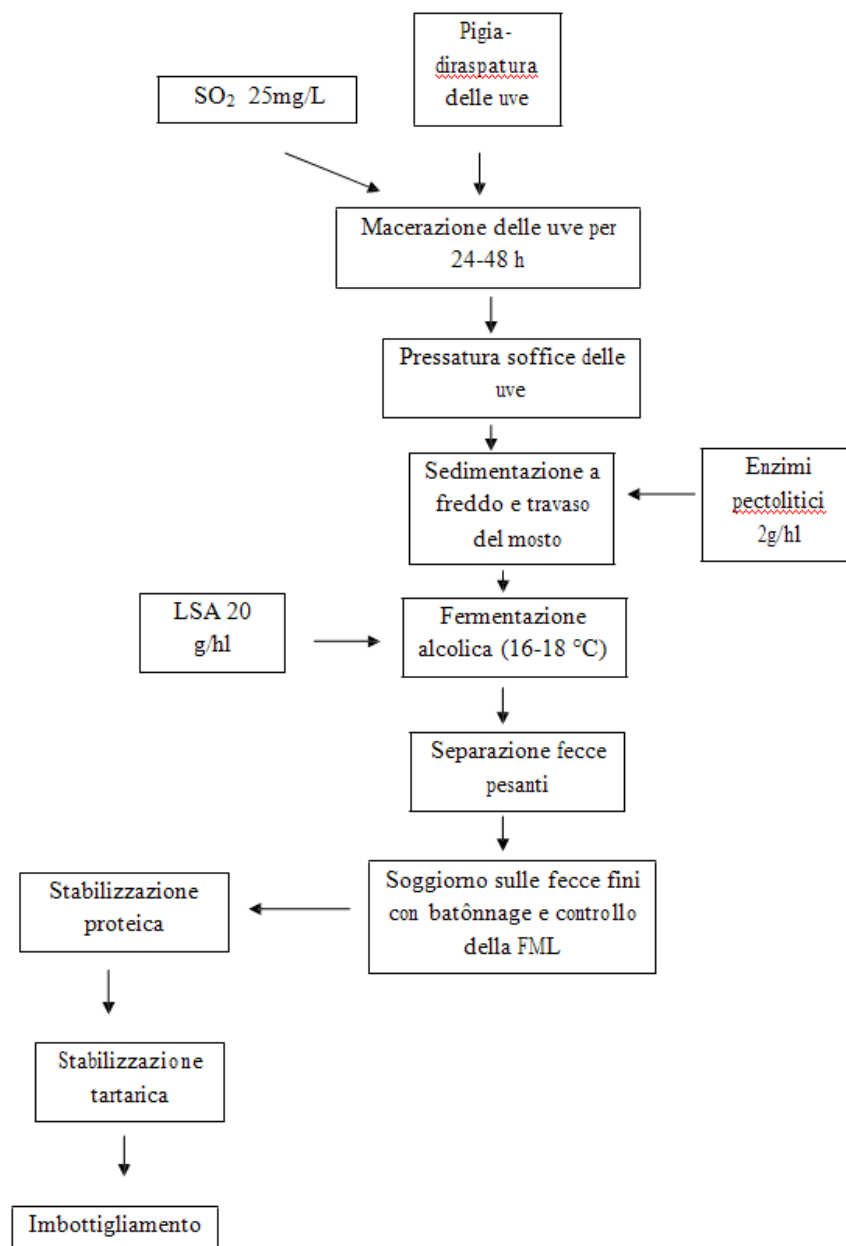 Pigia-
diraspatura
delle uve
SO₂ 25mg/L
Macerazione delle uve per
24-48 h
Pressatura soffice delle
uve
Sedimentazione a
freddo e travaso
del mosto
Enzimi
pectolitici
2g/hl
LSA 20
g/hl
Fermentazione
alcolica (16-18 °C)
Separazione fecce
pesanti
Soggiorno sulle fecce fini
con batônnage e controllo
della FML
Stabilizzazione
proteica
Stabilizzazione
tartarica
Imbottigliamento